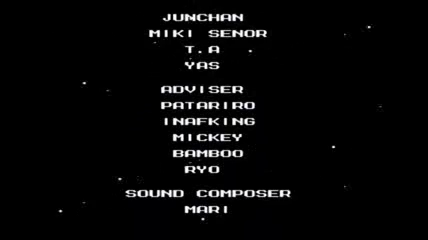 JUNCHAN
MIKI SENOR
T.A
YAS
ADVISER
PATARIRO
INAFKING
MICKEY
BAMBOO
RYO
SOUND COMPOSER
MARI